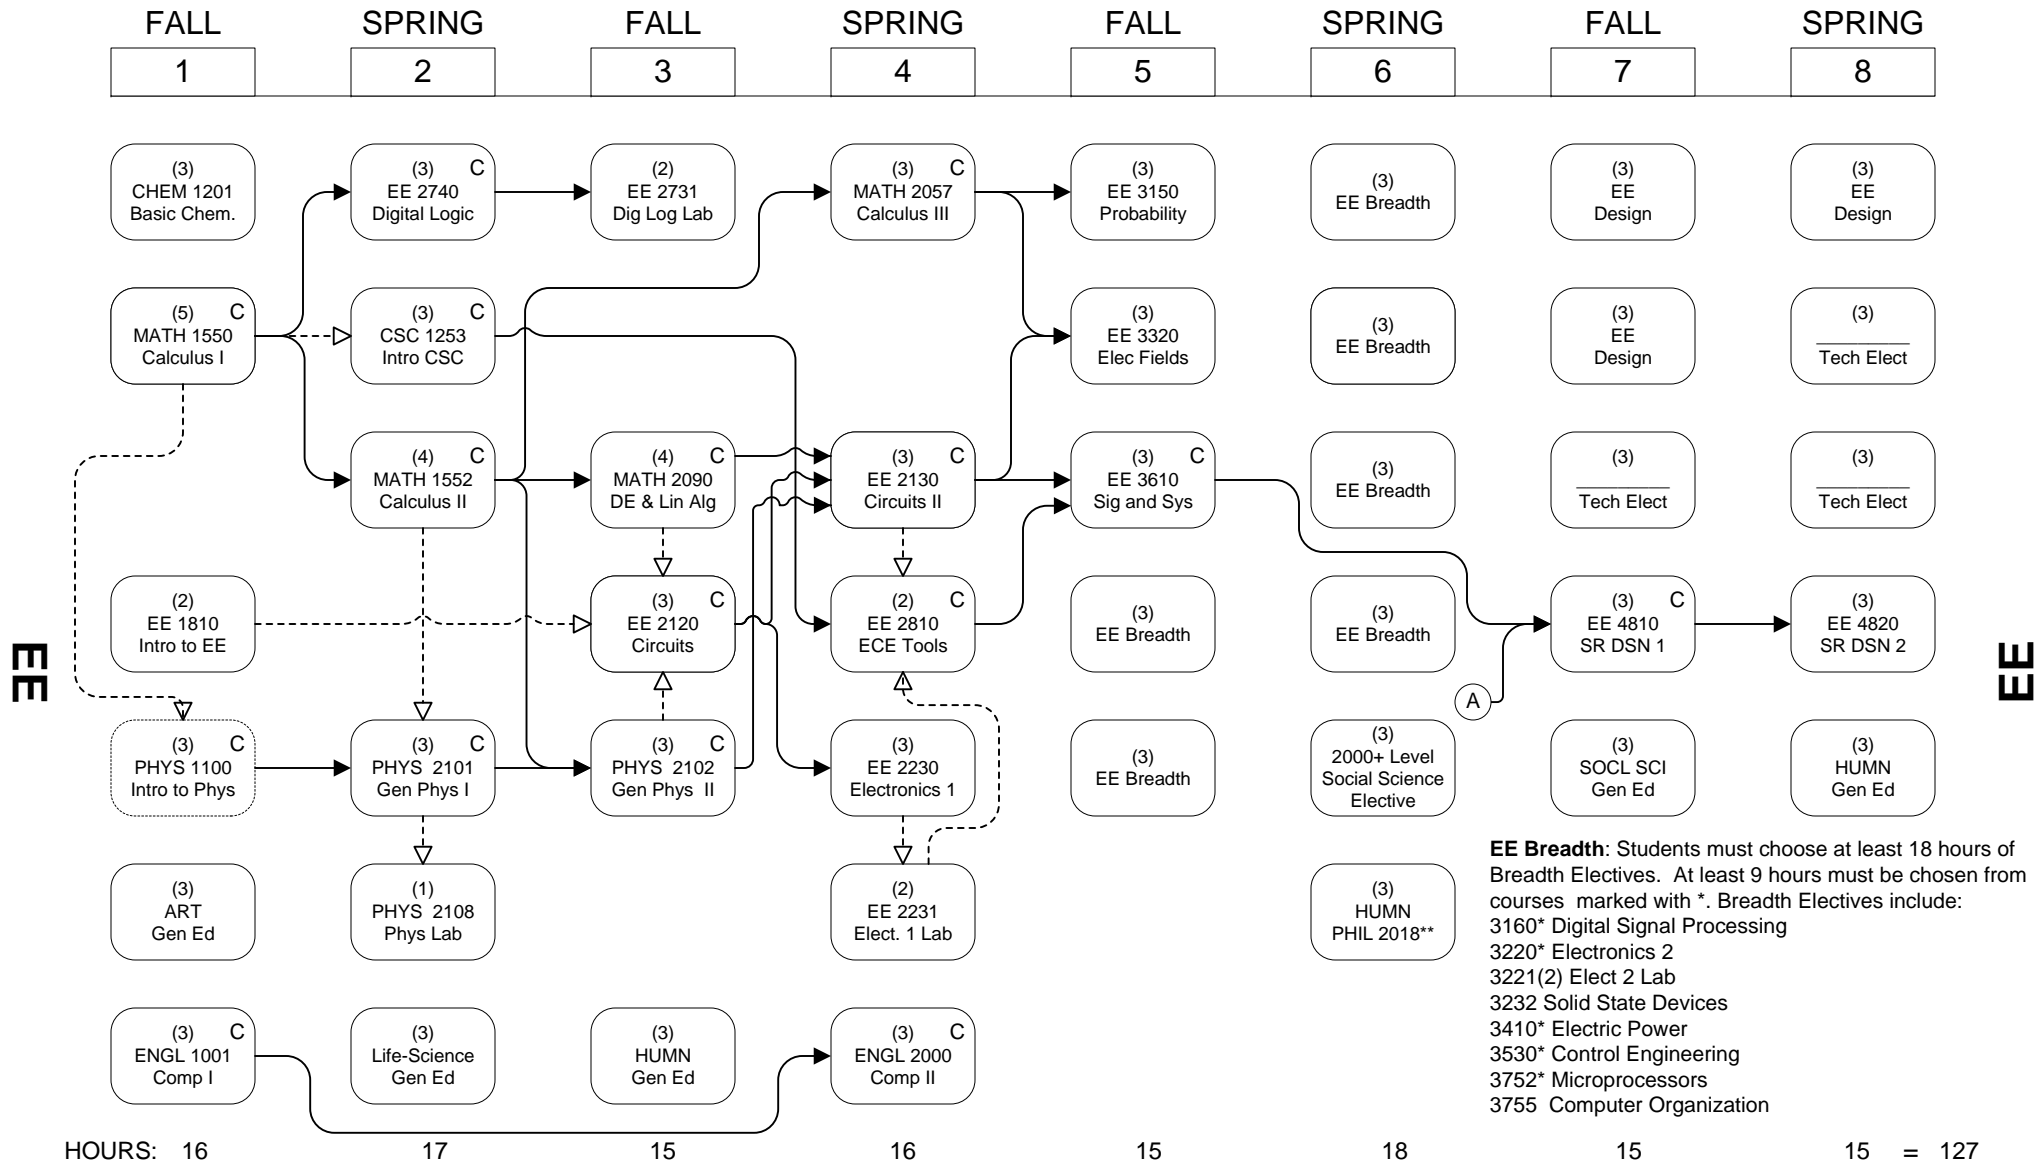 FALL SPRING FALL SPRING FALL SPRING FALL SPRING
1 2 3 4 5 6 7 8
(3)
CHEM 1201
Basic Chem.
(3) C
EE 2740
Digital Logic
(2)
EE 2731
Dig Log Lab
(3) C
MATH 2057
Calculus III
(3)
EE 3150
Probability
(3)
EE Breadth
(3)
EE
Design
(3)
EE
Design
(5) C
MATH 1550
Calculus I
(3) C
CSC 1253
Intro CSC
(3)
EE 3320
Elec Fields
(3)
EE Breadth
(3)
EE
Design
(3)
Tech Elect
(4) C
MATH 1552
Calculus II
(4) C
MATH 2090
DE & Lin Alg
(3) C
EE 2130
Circuits II
(3) C
EE 3610
Sig and Sys
(3)
EE Breadth
(3)
Tech Elect
(3)
Tech Elect
EE
(2)
EE 1810
Intro to EE
(3) C
EE 2120
Circuits
(2) C
EE 2810
ECE Tools
(3)
EE Breadth
(3)
EE Breadth
(3) C
EE 4810
SR DSN 1
(3)
EE 4820
SR DSN 2
EE
A
(3) C
PHYS 1100
Intro to Phys
(3) C
PHYS 2101
Gen Phys I
(3) C
PHYS 2102
Gen Phys II
(3)
EE 2230
Electronics 1
(3)
EE Breadth
(3)
2000+ Level
Social Science
Elective
(3)
SOCL SCI
Gen Ed
(3)
HUMN
Gen Ed
(3)
ART
Gen Ed
(1)
PHYS 2108
Phys Lab
(2)
EE 2231
Elect. 1 Lab
(3)
HUMN
PHIL 2018**
EE Breadth: Students must choose at least 18 hours of
Breadth Electives. At least 9 hours must be chosen from
courses marked with *. Breadth Electives include:
3160* Digital Signal Processing
3220* Electronics 2
3221(2) Elect 2 Lab
3232 Solid State Devices
3410* Electric Power
3530* Control Engineering
3752* Microprocessors
3755 Computer Organization
(3) C
ENGL 1001
Comp I
(3)
Life-Science
Gen Ed
(3)
HUMN
Gen Ed
(3) C
ENGL 2000
Comp II
HOURS: 16 17 15 16 15 18 15 15 = 127